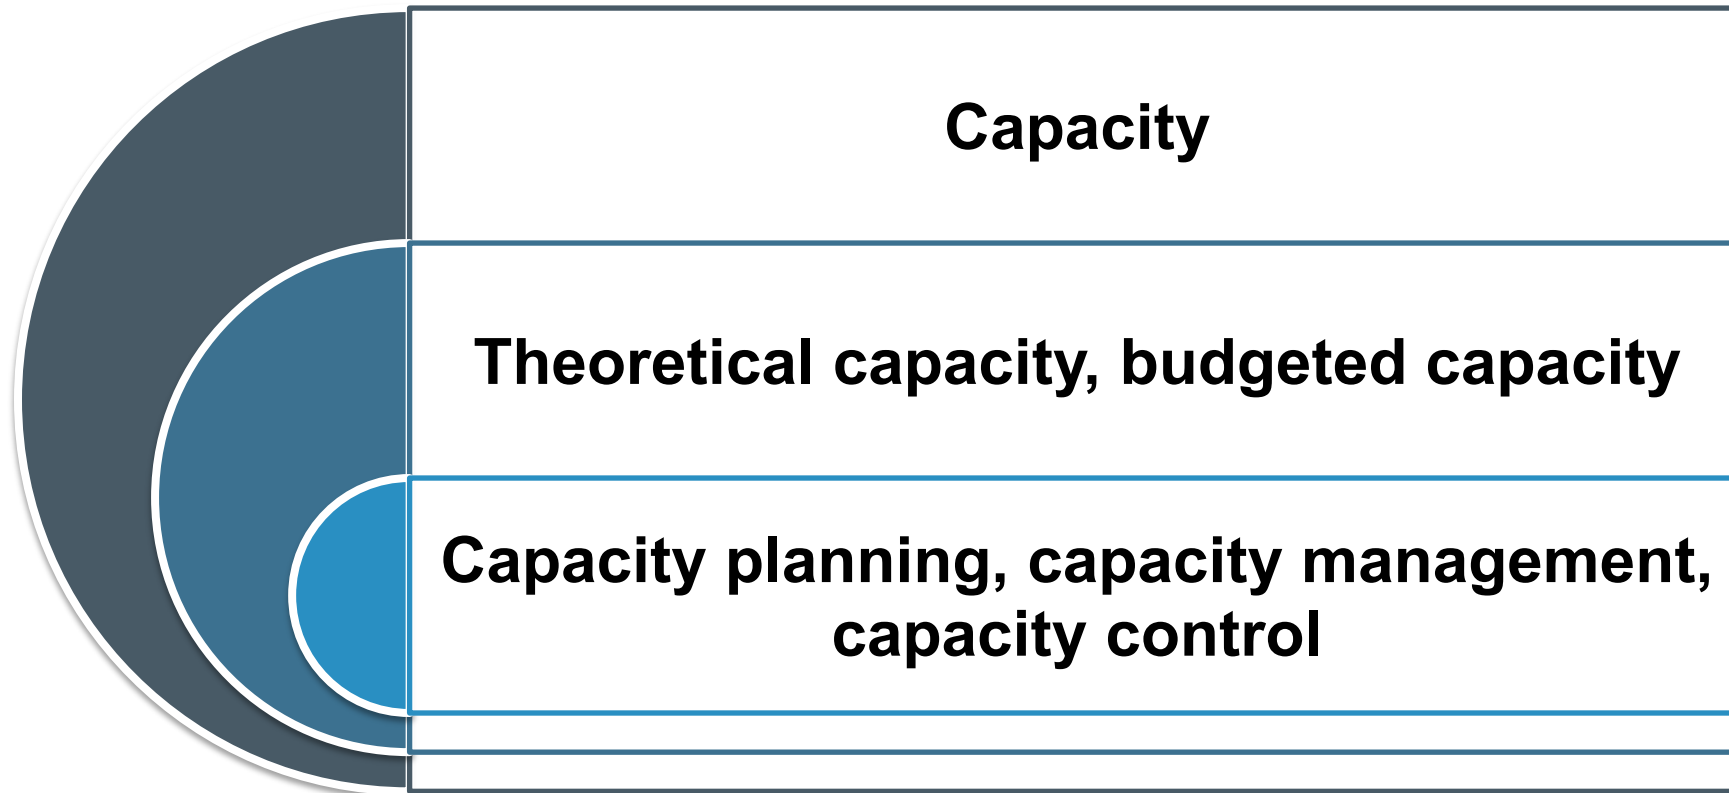 Capacity
Theoretical capacity, budgeted capacity
Capacity planning, capacity management,
capacity control